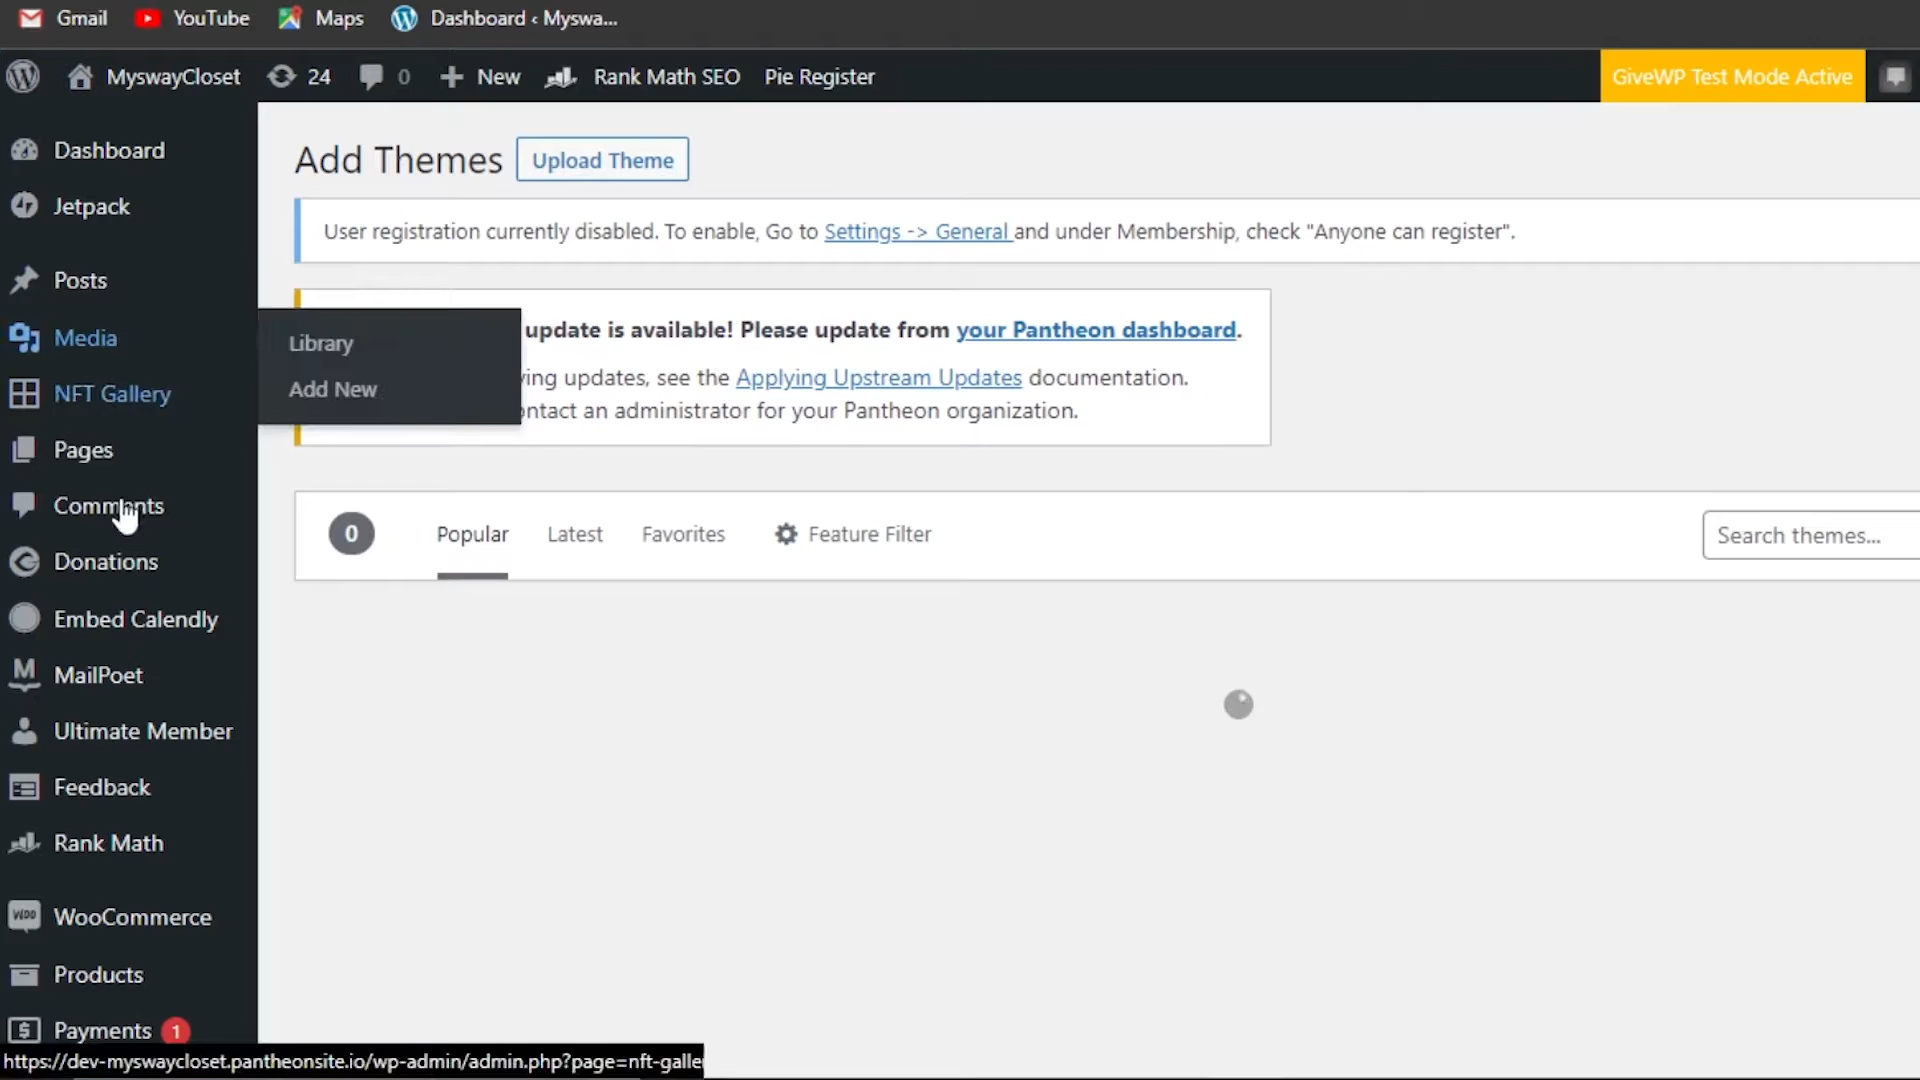 Gmail YouTube Maps Dashboard ‹ Myswa...
MyswayCloset 24 0 New Rank Math SEO Pie Register GiveWP Test Mode Active
Dashboard
Jetpack
Posts
Media
NFT Gallery
Pages
Comments
Donations
Embed Calendly
M MailPoet
Ultimate Member
Feedback
Rank Math
Woo WooCommerce
Products
$ Payments 1
Library
Add New
Add Themes Upload Theme
User registration currently disabled. To enable, Go to Settings -> General and under Membership, check "Anyone can register".
update is available! Please update from your Pantheon dashboard.
ying updates, see the Applying Upstream Updates documentation.
ontact an administrator for your Pantheon organization.
0 Popular Latest Favorites Feature Filter Search themes...
https://dev-myswaycloset.pantheonsite.io/wp-admin/admin.php?page=nft-galle